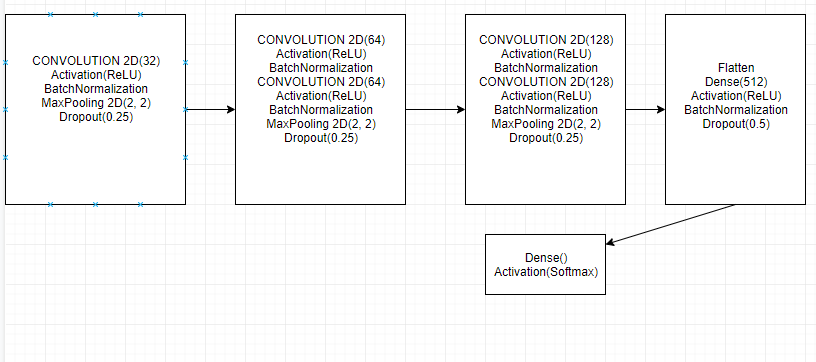 CONVOLUTION 2D(32)
Activation(ReLU)
BatchNormalization
MaxPooling 2D(2, 2)
Dropout(0.25)
CONVOLUTION 2D(64)
Activation(ReLU)
BatchNormalization
CONVOLUTION 2D(64)
Activation(ReLU)
BatchNormalization
MaxPooling 2D(2, 2)
Dropout(0.25)
CONVOLUTION 2D(128)
Activation(ReLU)
BatchNormalization
CONVOLUTION 2D(128)
Activation(ReLU)
BatchNormalization
MaxPooling 2D(2, 2)
Dropout(0.25)
Flatten
Dense(512)
Activation(ReLU)
BatchNormalization
Dropout(0.5)
Dense()
Activation(Softmax)